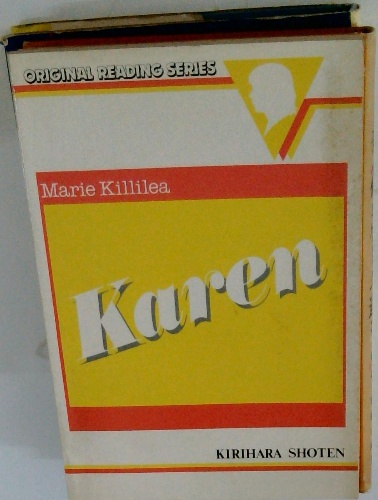 ORIGINAL READING SERIES
Marie Killilea
Karen
KIRIHARA SHOTEN